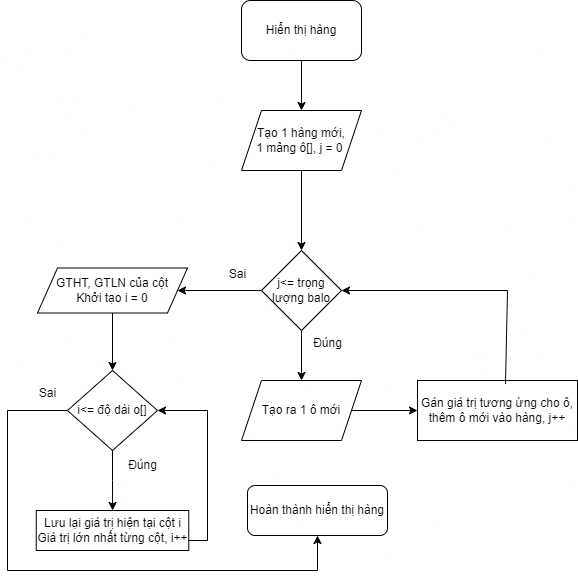 Hiển thị hàng
Tạo 1 hàng mới,
1 mảng ô[], j = 0
Sai
j<= trọng
lượng balo
GTHT, GTLN của cột
Khởi tạo i = 0
Đúng
Sai
i<= độ dài o[]
Tạo ra 1 ô mới
Gán giá trị tương ứng cho ô,
thêm ô mới vào hàng, j++
Đúng
Lưu lại giá trị hiện tại cột i
Giá trị lớn nhất từng cột, i++
Hoàn thành hiển thị hàng